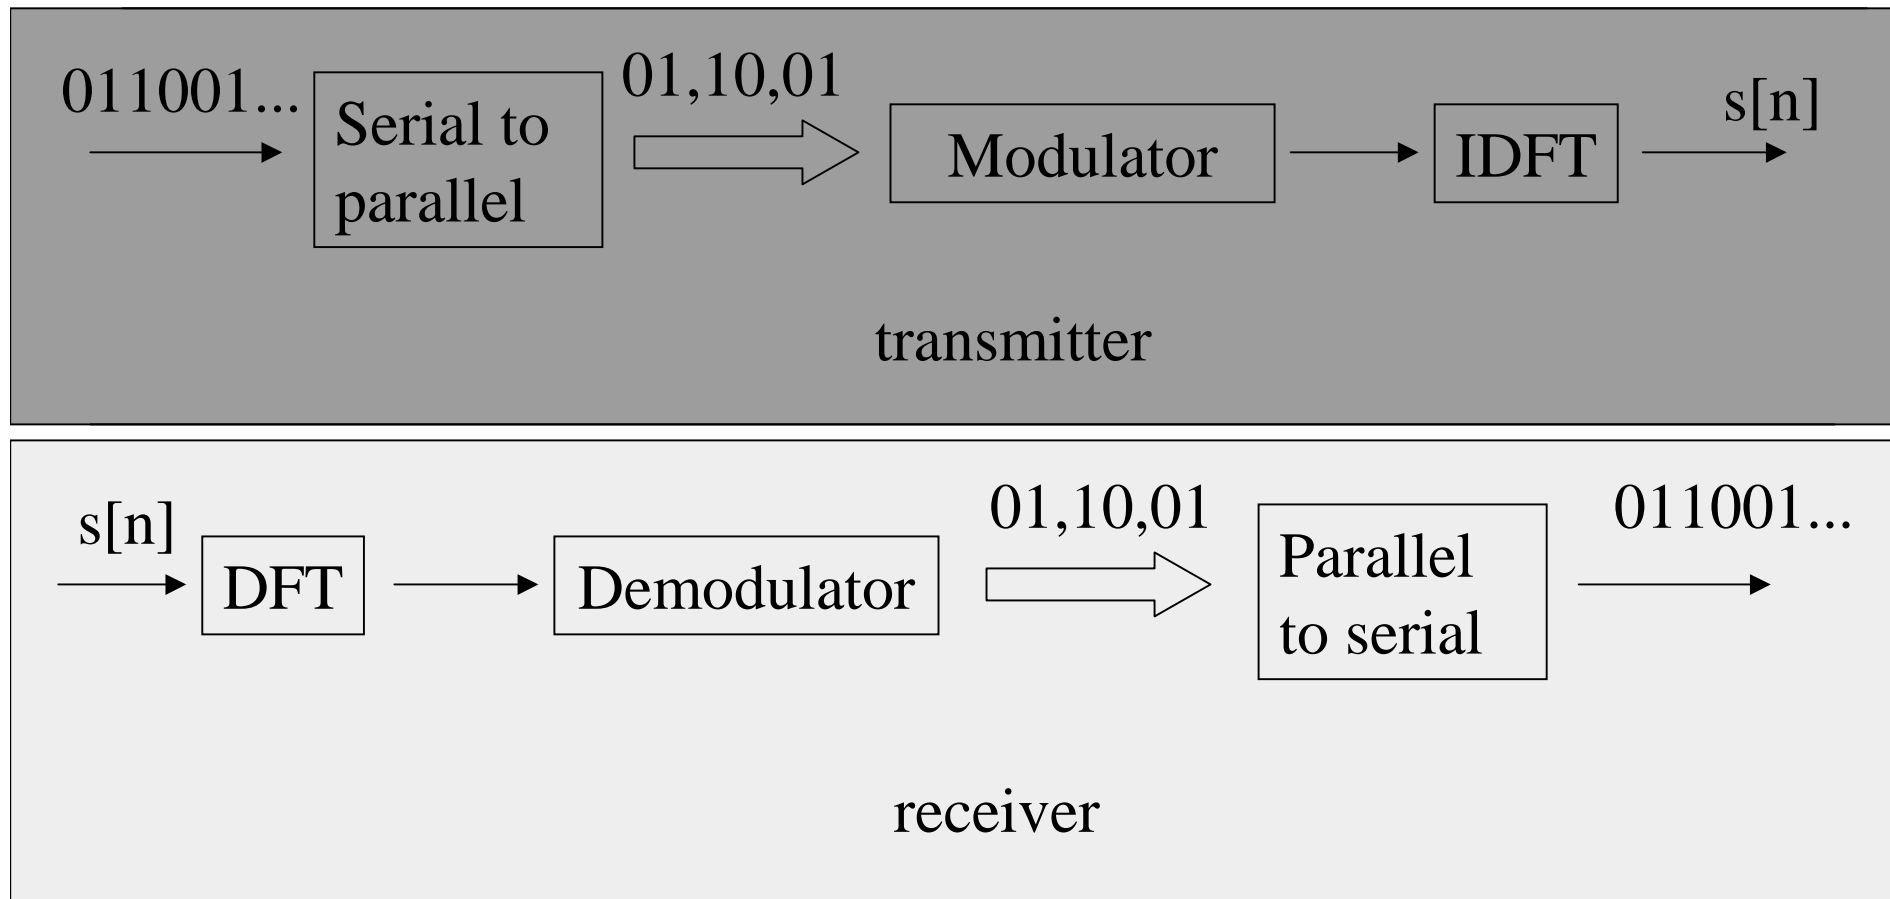 011001...
Serial to
parallel
01,10,01
Modulator
IDFT
s[n]
transmitter
s[n]
DFT
Demodulator
01,10,01
Parallel
to serial
011001...
receiver